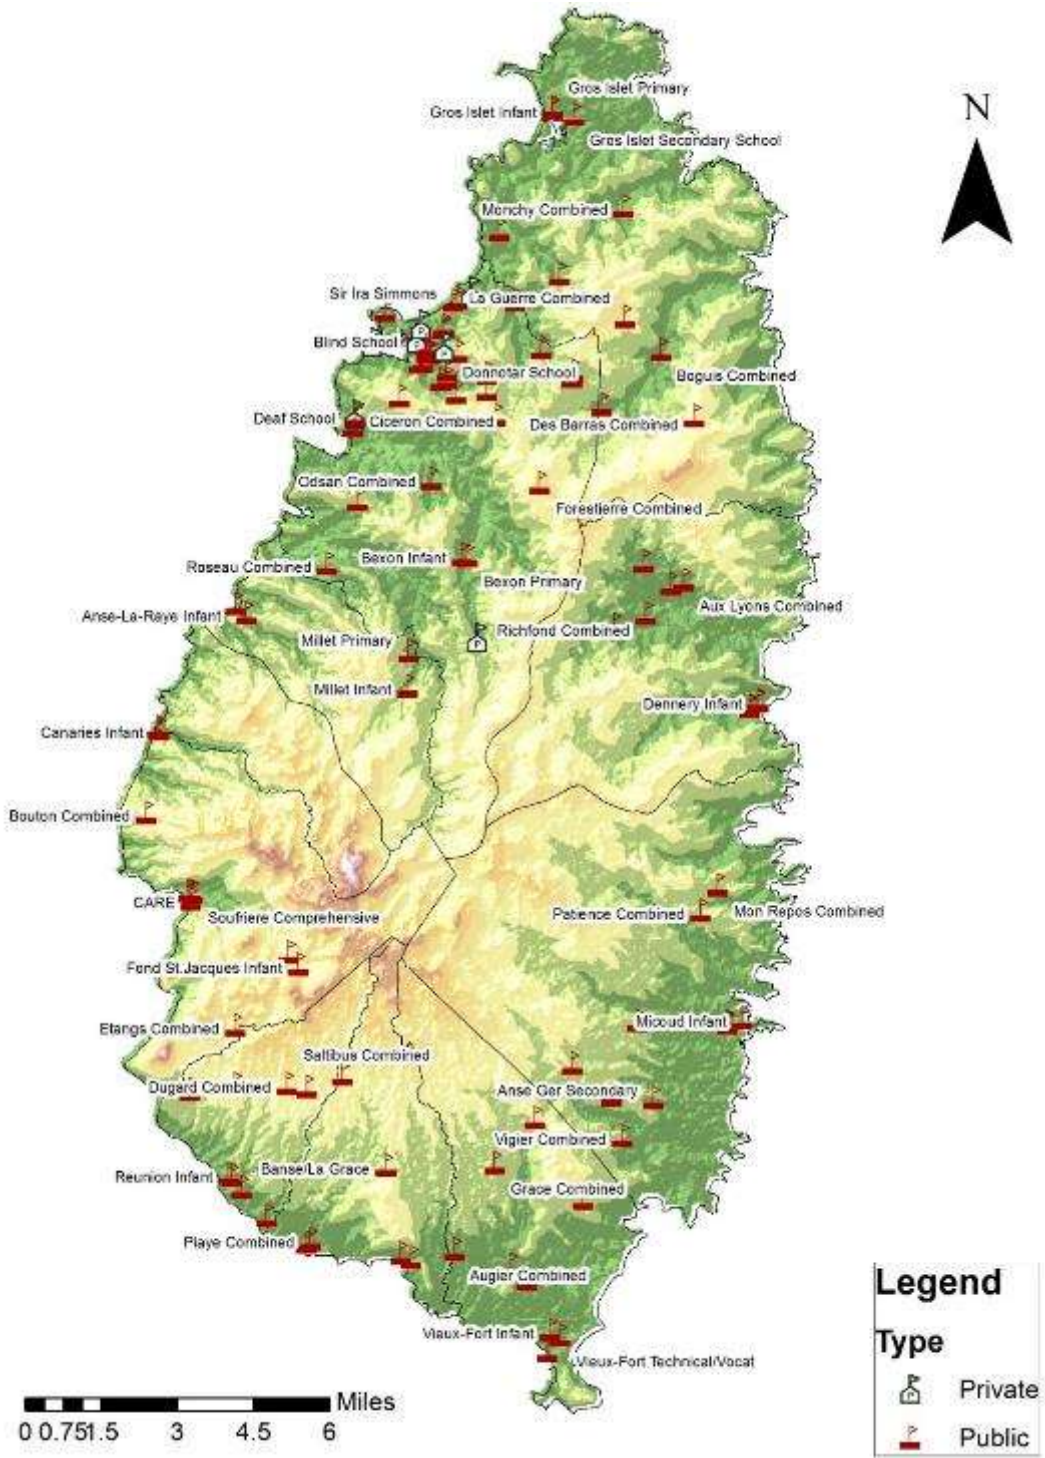 Gros Islet Primary
N
Gros Islet Infant
Gros Islet Secondary School
Monchy Combined
Sir Ira Simmons
La Guerre Combined
Blind School
Donnotar School
Boguis Combined
Deaf School
Ciceron Combined
Des Barras Combined
Odsan Combined
Forestierre Combined
Bexon Infant
Roseau Combined
Bexon Primary
Aux Lyons Combined
Anse-La-Raye Infant
Richfond Combined
Millet Primary
Millet Infant
Dennery Infant
Canaries Infant
Bouton Combined
CARE
Soufriere Comprehensive
Patience Combined
Mon Repos Combined
Fond St.Jacques Infant
Micoud Infant
Etangs Combined
Saltibus Combined
Dugard Combined
Anse Ger Secondary
Vigier Combined
Banse/La Grace
Reunion Infant
Grace Combined
Playe Combined
Augier Combined
Legend
Vieux-Fort Infant
Type
Vieux-Fort Technical/Vocat
P Private
Public
Miles
0 0.75 1.5 3 4.5 6